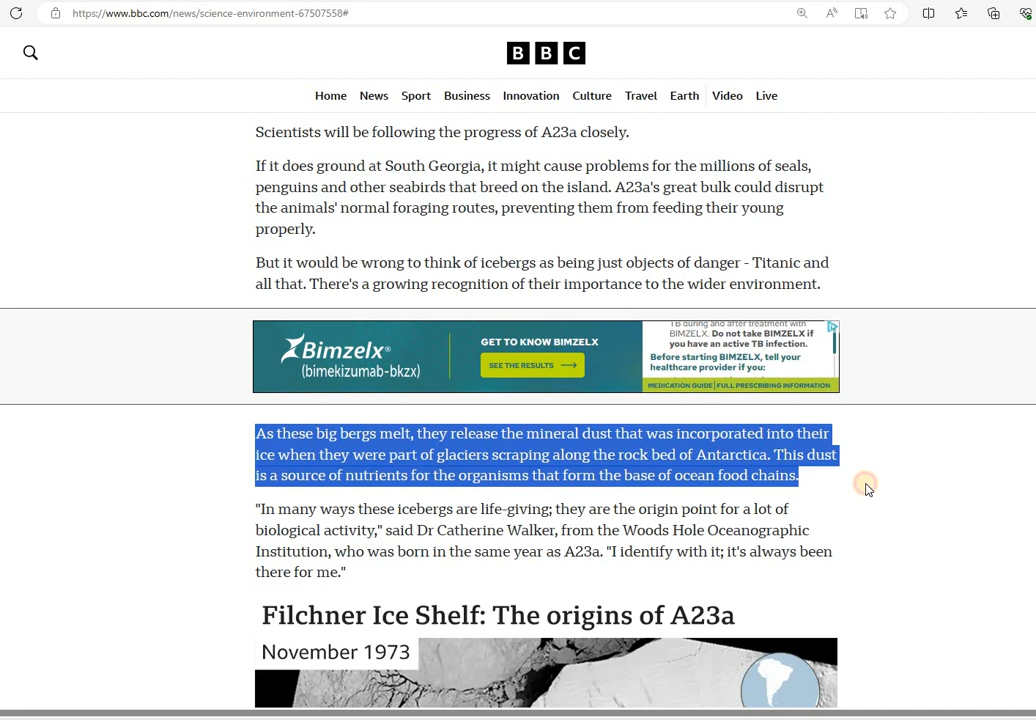 https://www.bbc.com/news/science-environment-67507558#
BBC
Home News Sport Business Innovation Culture Travel Earth Video Live
Scientists will be following the progress of A23a closely.
If it does ground at South Georgia, it might cause problems for the millions of seals,
penguins and other seabirds that breed on the island. A23a's great bulk could disrupt
the animals' normal foraging routes, preventing them from feeding their young
properly.
But it would be wrong to think of icebergs as being just objects of danger - Titanic and
all that. There's a growing recognition of their importance to the wider environment.
Bimzelx®
(bimekizumab-bkzx)
GET TO KNOW BIMZELX
SEE THE RESULTS
TB during and after treatment with
BIMZELX. Do not take BIMZELX if
you have an active TB infection.
Before starting BIMZELX, tell your
healthcare provider if you:
MEDICATION GUIDE | FULL PRESCRIBING INFORMATION
As these big bergs melt, they release the mineral dust that was incorporated into their
ice when they were part of glaciers scraping along the rock bed of Antarctica. This dust
is a source of nutrients for the organisms that form the base of ocean food chains.
"In many ways these icebergs are life-giving; they are the origin point for a lot of
biological activity," said Dr Catherine Walker, from the Woods Hole Oceanographic
Institution, who was born in the same year as A23a. "I identify with it; it's always been
there for me."
Filchner Ice Shelf: The origins of A23a
November 1973